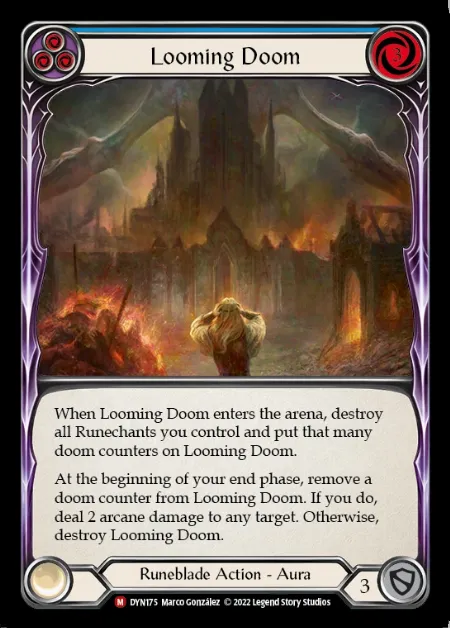 Looming Doom
3
When Looming Doom enters the arena, destroy
all Runechants you control and put that many
doom counters on Looming Doom.
At the beginning of your end phase, remove a
doom counter from Looming Doom. If you do,
deal 2 arcane damage to any target. Otherwise,
destroy Looming Doom.
Runeblade Action - Aura
3
M DYN175 Marco González © 2022 Legend Story Studios